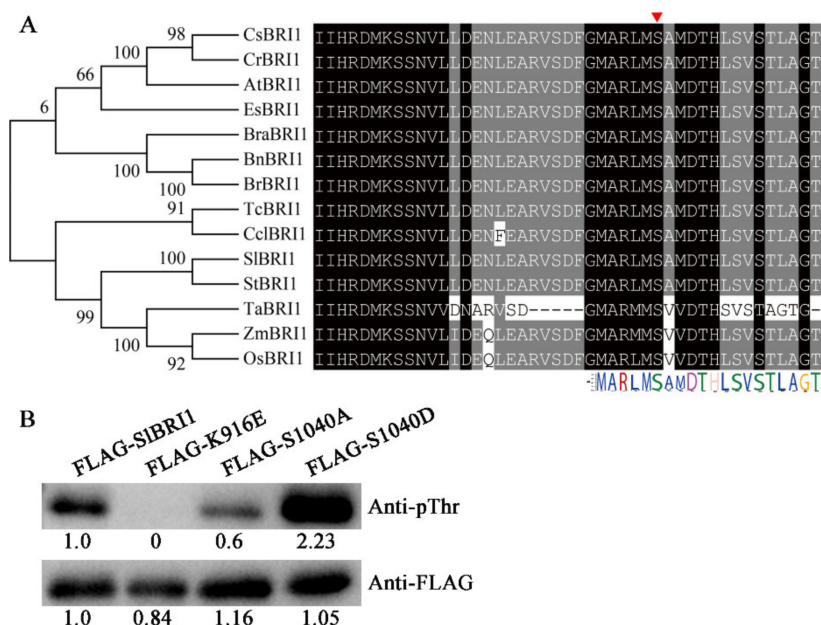 A
CsBRI1 IIHRDMKSSNVLLDENLEARVSDFGMARLMSAMDTHLSVSTLAGT
98
CrBRI1 IIHRDMKSSNVLLDENLEARVSDFGMARLMSAMDTHLSVSTLAGT
100
AtBRI1 IIHRDMKSSNVLLDENLEARVSDFGMARLMSAMDTHLSVSTLAGT
66
EsBRI1 IIHRDMKSSNVLLDENLEARVSDFGMARLMSAMDTHLSVSTLAGT
6
BraBRI1 IIHRDMKSSNVLLDENLEARVSDFGMARLMSAMDTHLSVSTLAGT
100
BnBRI1 IIHRDMKSSNVLLDENLEARVSDFGMARLMSAMDTHLSVSTLAGT
100
BrBRI1 IIHRDMKSSNVLLDENLEARVSDFGMARLMSAMDTHLSVSTLAGT
91
TcBRI1 IIHRDMKSSNVLLDENLEARVSDFGMARLMSAMDTHLSVSTLAGT
CclBRI1 IIHRDMKSSNVLLDENFEARVSDFGMARLMSAMDTHLSVSTLAGT
100
SlBRI1 IIHRDMKSSNVLLDENLEARVSDFGMARLMSAMDTHLSVSTLAGT
StBRI1 IIHRDMKSSNVLLDENLEARVSDFGMARLMSAMDTHLSVSTLAGT
99
TaBRI1 IIHRDMKSSNVVDNARVSD-----GMARMMSVVDTHSVSTAGTG-
100
ZmBRI1 IIHRDMKSSNVLIDEQLEARVSDFGMARMMSVVDTHLSVSTLAGT
92
OsBRI1 IIHRDMKSSNVLLDEQLEARVSDFGMARMMSVVDTHLSVSTLAGT
MARLMSAMDTHLSVSTLAGT
B
FLAG-SlBRI1 FLAG-K916E FLAG-S1040A FLAG-S1040D
Anti-pThr
1.0 0 0.6 2.23
Anti-FLAG
1.0 0.84 1.16 1.05